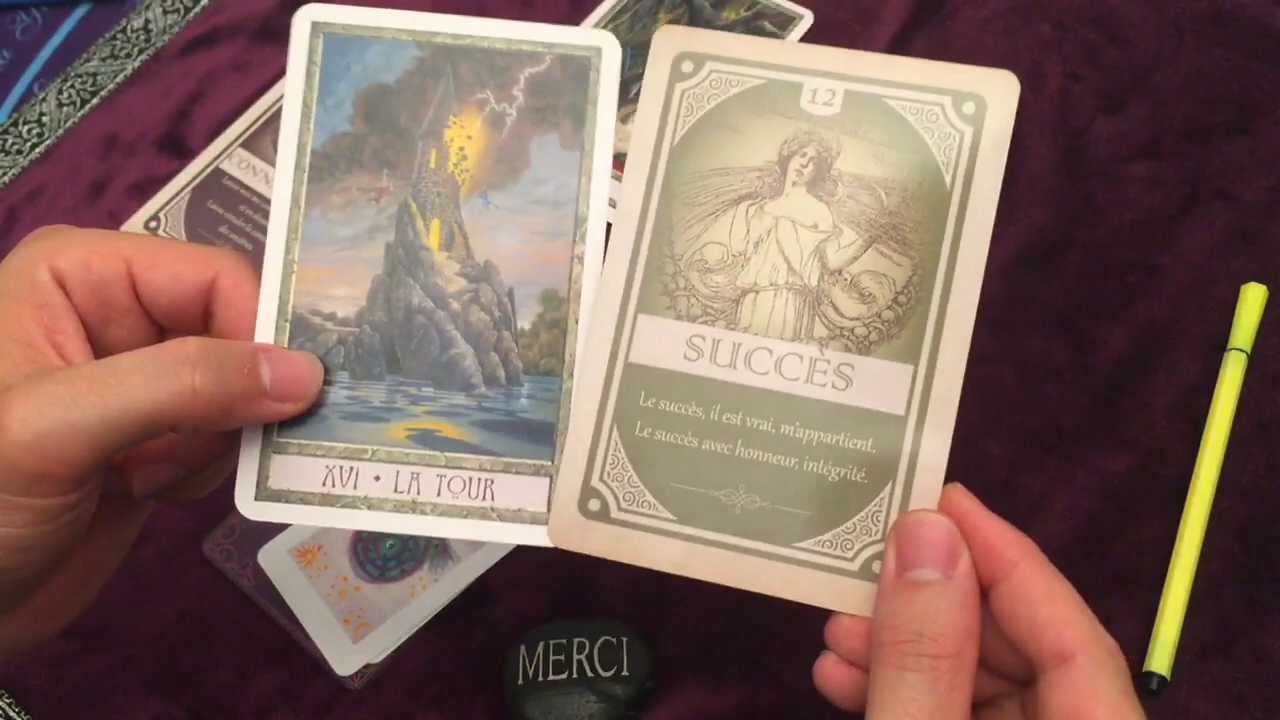 XVI • LA TOUR
12
SUCCÈS
Le succès, il est vrai, m'appartient.
Le succès avec honneur, intégrité.
MERCI